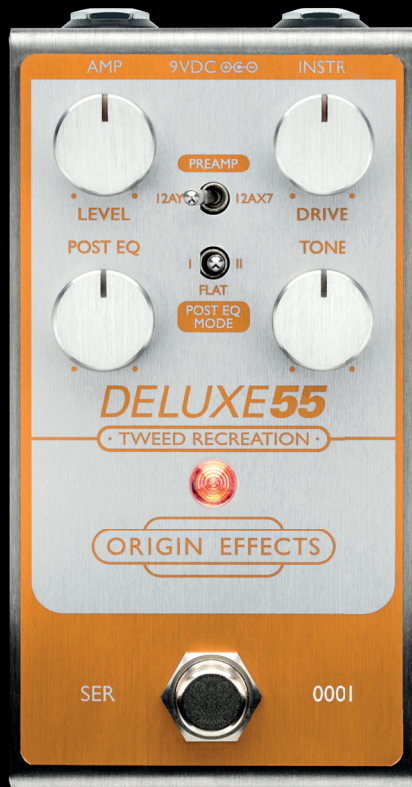 AMP 9VDC INSTR
PREAMP
12AY 12AX7
LEVEL DRIVE
POST EQ TONE
I II
FLAT
POST EQ
MODE
DELUXE55
· TWEED RECREATION ·
ORIGIN EFFECTS
SER 0001